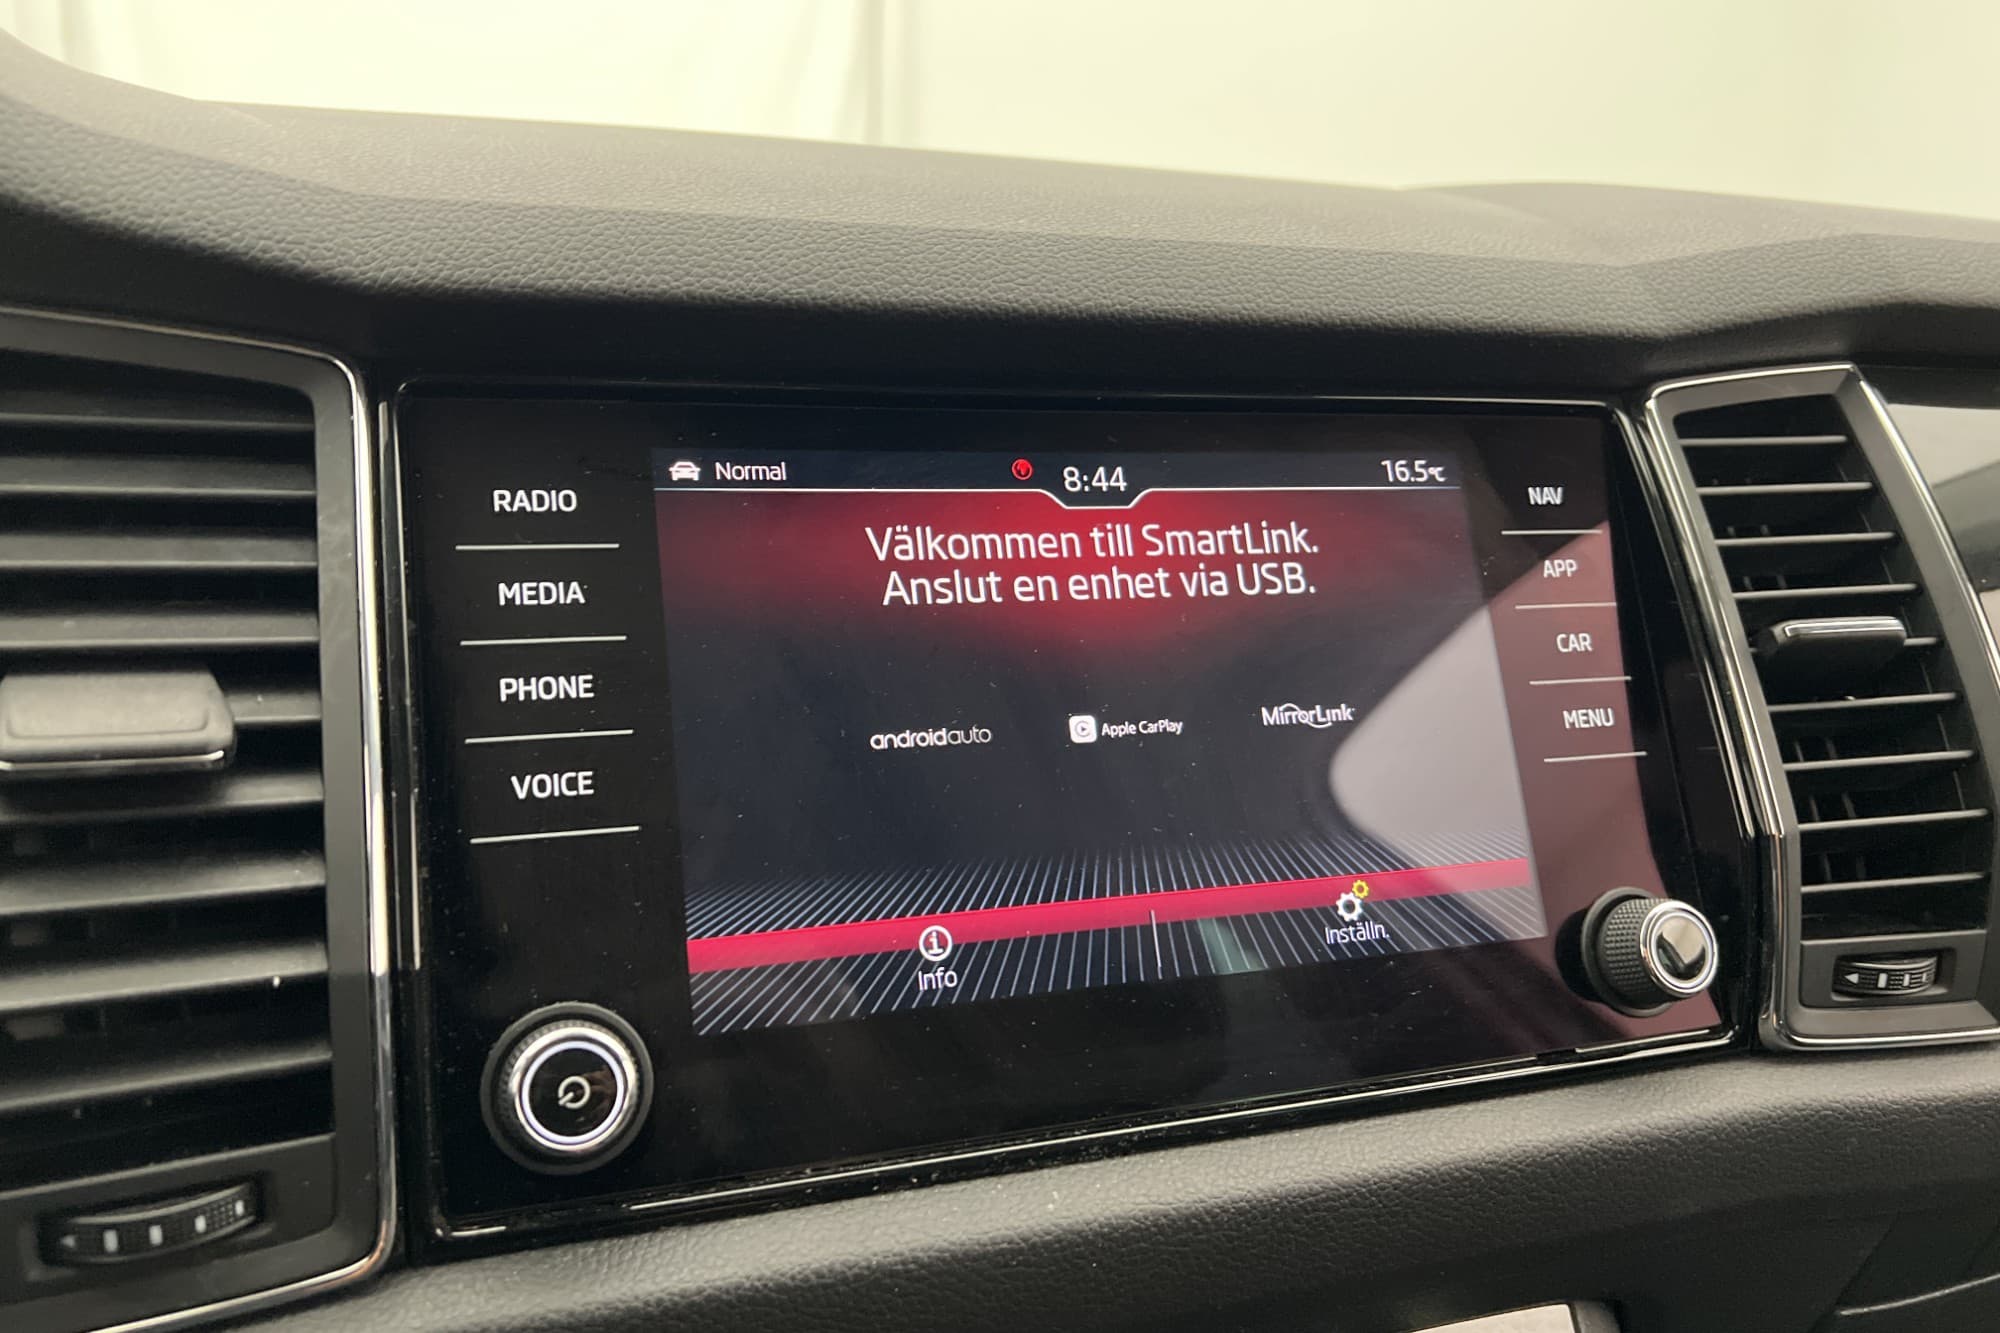 Normal
8:44
16.5°C
RADIO
MEDIA
PHONE
VOICE
Välkommen till SmartLink.
Anslut en enhet via USB.
androidauto
Apple CarPlay
MirrorLink
Info
Inställn.
NAV
APP
CAR
MENU